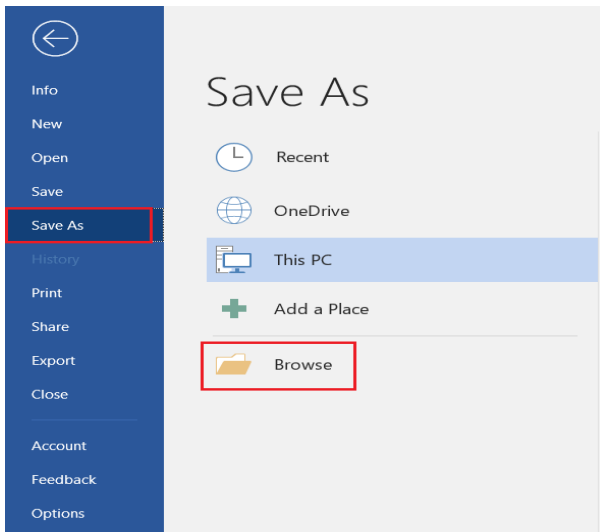 Info
New
Open
Save
Save As
History
Print
Share
Export
Close
Account
Feedback
Options
Save As
Recent
OneDrive
This PC
Add a Place
Browse